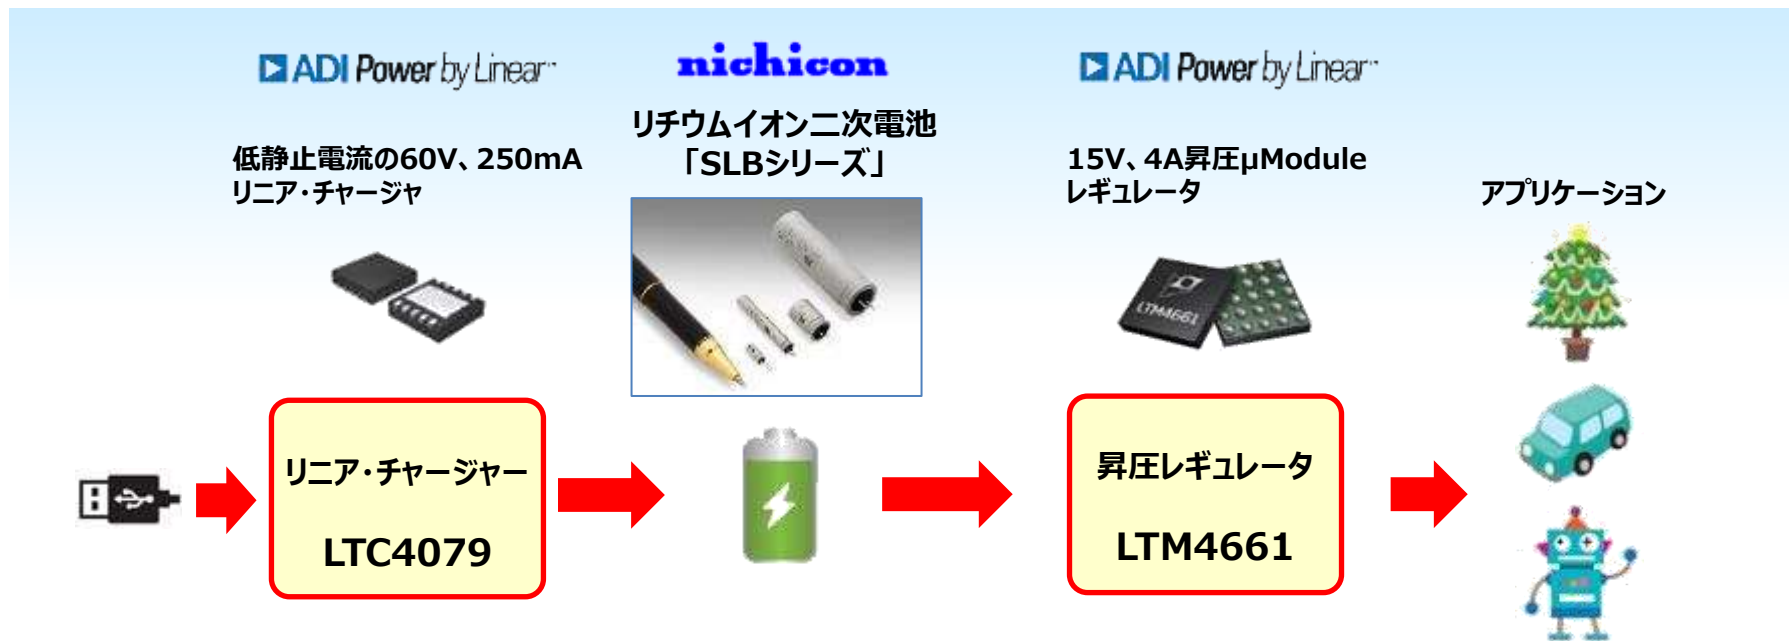 ADI Power by Linear™
低静止電流の60V、250mA
リニア・チャージャ
nichicon
リチウムイオン二次電池
「SLBシリーズ」
ADI Power by Linear™
15V、4A昇圧µModule
レギュレータ
アプリケーション
LTM4661
リニア・チャージャー
LTC4079
昇圧レギュレータ
LTM4661